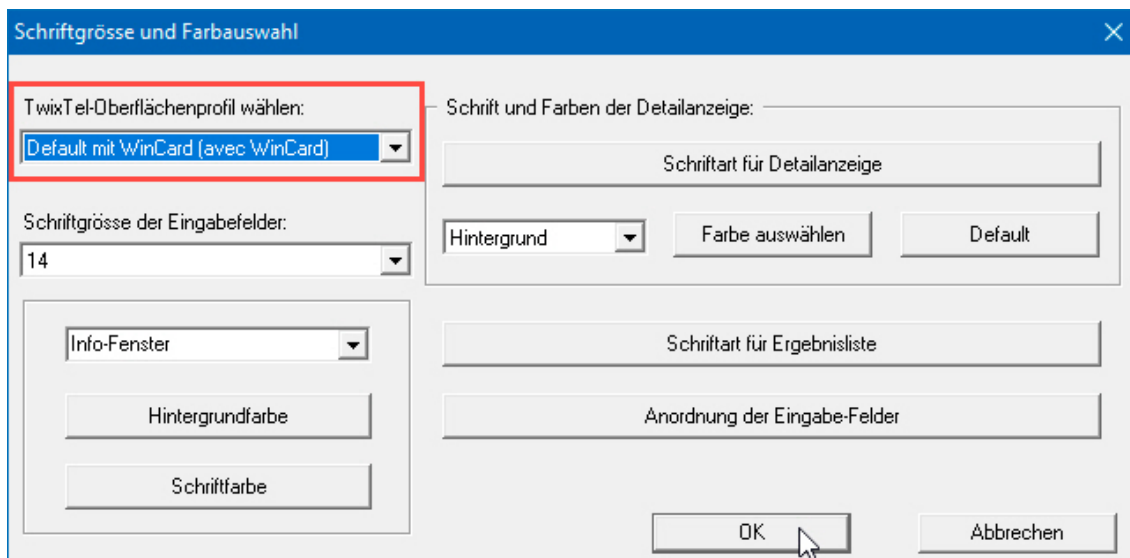 Schriftgrösse und Farbauswahl
TwixTel-Oberflächenprofil wählen:
Default mit WinCard (avec WinCard)
Schriftgrösse der Eingabefelder:
14
Info-Fenster
Hintergrundfarbe
Schriftfarbe
Schrift und Farben der Detailanzeige:
Schriftart für Detailanzeige
Hintergrund
Farbe auswählen
Default
Schriftart für Ergebnisliste
Anordnung der Eingabe-Felder
OK
Abbrechen